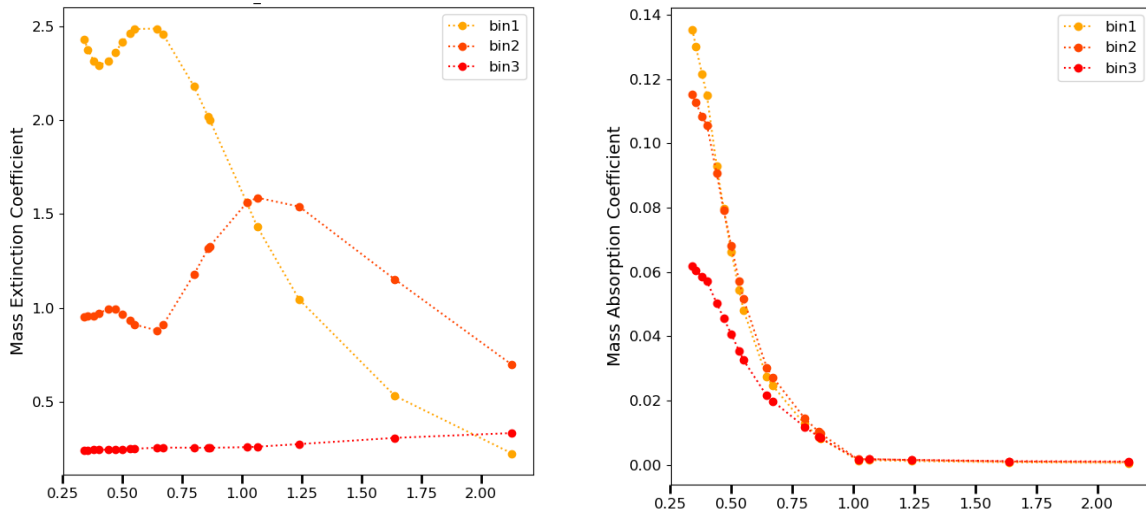 Mass Extinction Coefficient
2.5
2.0
1.5
1.0
0.5
0.25 0.50 0.75 1.00 1.25 1.50 1.75 2.00
bin1
bin2
bin3
Mass Absorption Coefficient
0.14
0.12
0.10
0.08
0.06
0.04
0.02
0.00
0.25 0.50 0.75 1.00 1.25 1.50 1.75 2.00
bin1
bin2
bin3